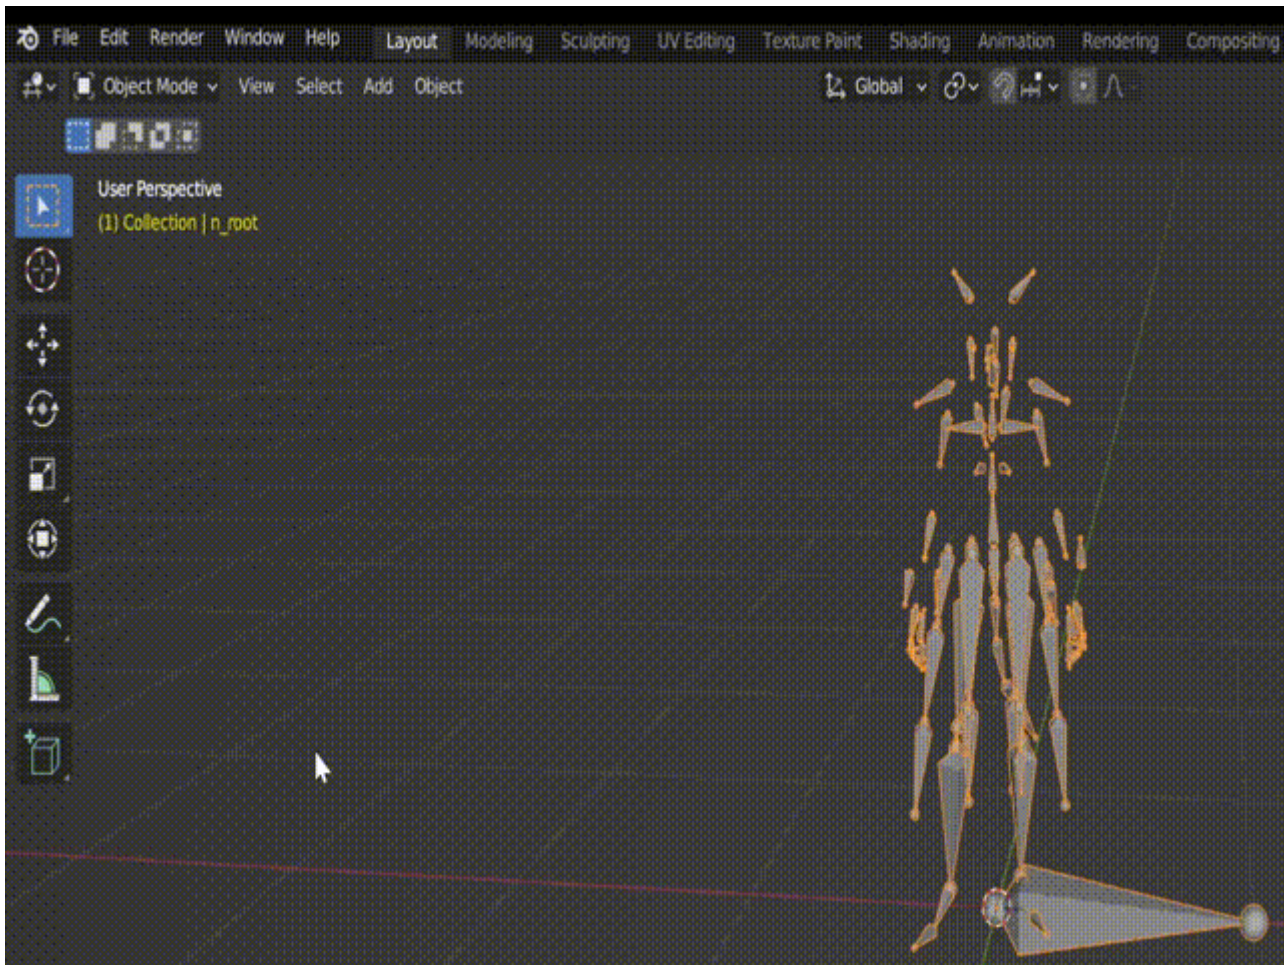 File Edit Render Window Help Layout Modeling Sculpting UV Editing Texture Paint Shading Animation Rendering Compositing
Object Mode View Select Add Object Global
User Perspective
(1) Collection | n_root